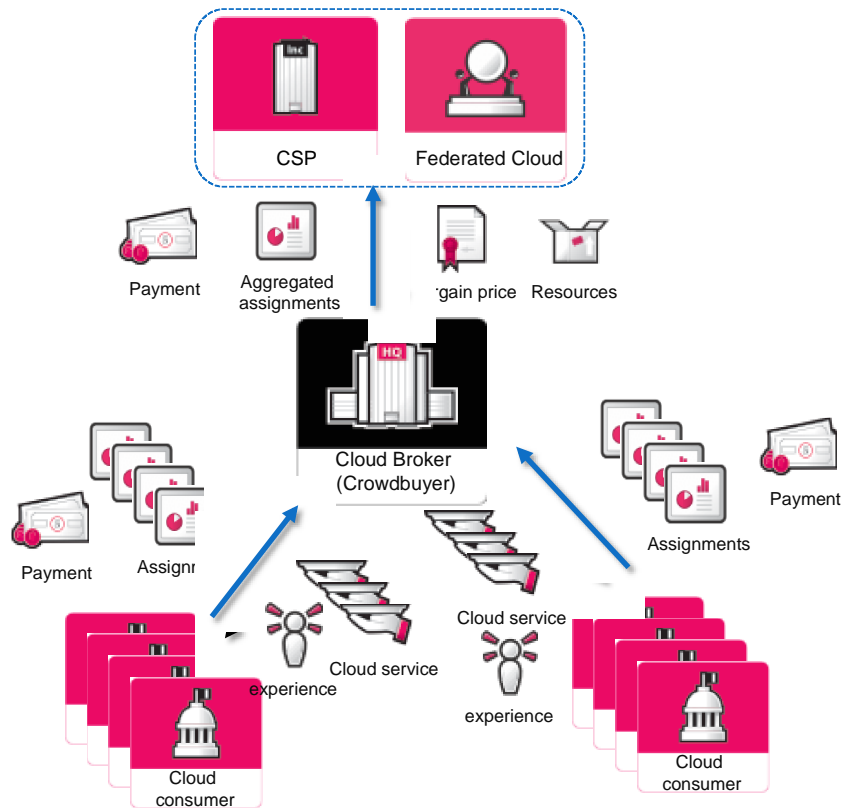 Inc
CSP
Federated Cloud
Payment
Aggregated
assignments
rgain price
Resources
HQ
Cloud Broker
(Crowdbuyer)
Payment
Assignm
Assignments
Payment
Cloud service
Cloud service
experience
experience
Cloud
consumer
Cloud
consumer